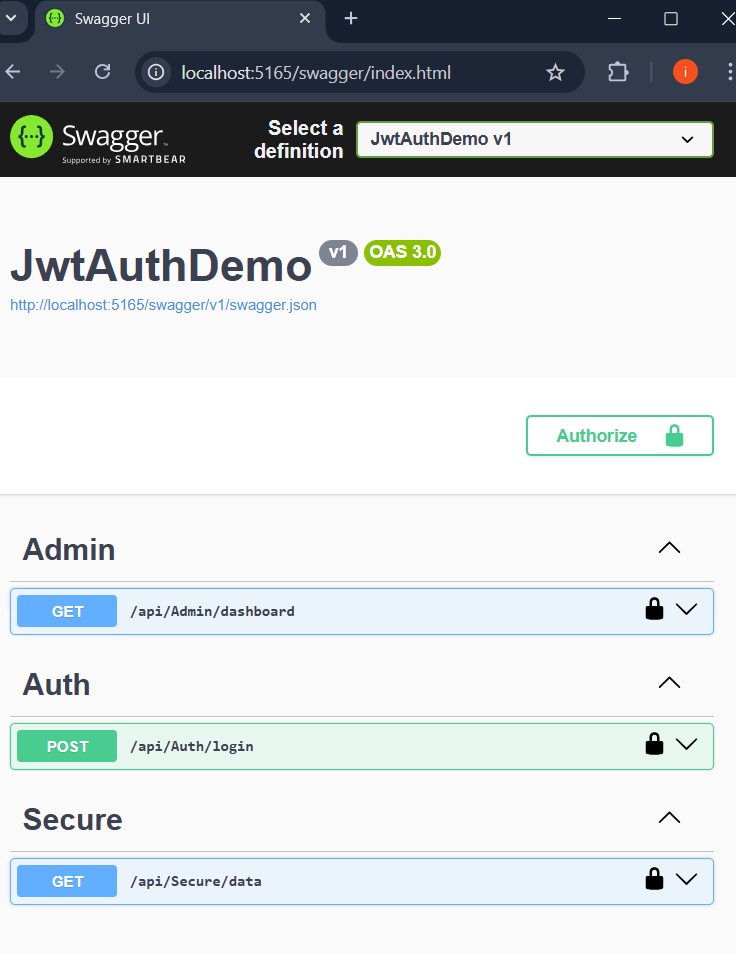 Swagger UI
localhost:5165/swagger/index.html
i
Swagger
Supported by SMARTBEAR
Select a definition
JwtAuthDemo v1
JwtAuthDemo v1 OAS 3.0
http://localhost:5165/swagger/v1/swagger.json
Authorize
Admin
GET /api/Admin/dashboard
Auth
POST /api/Auth/login
Secure
GET /api/Secure/data